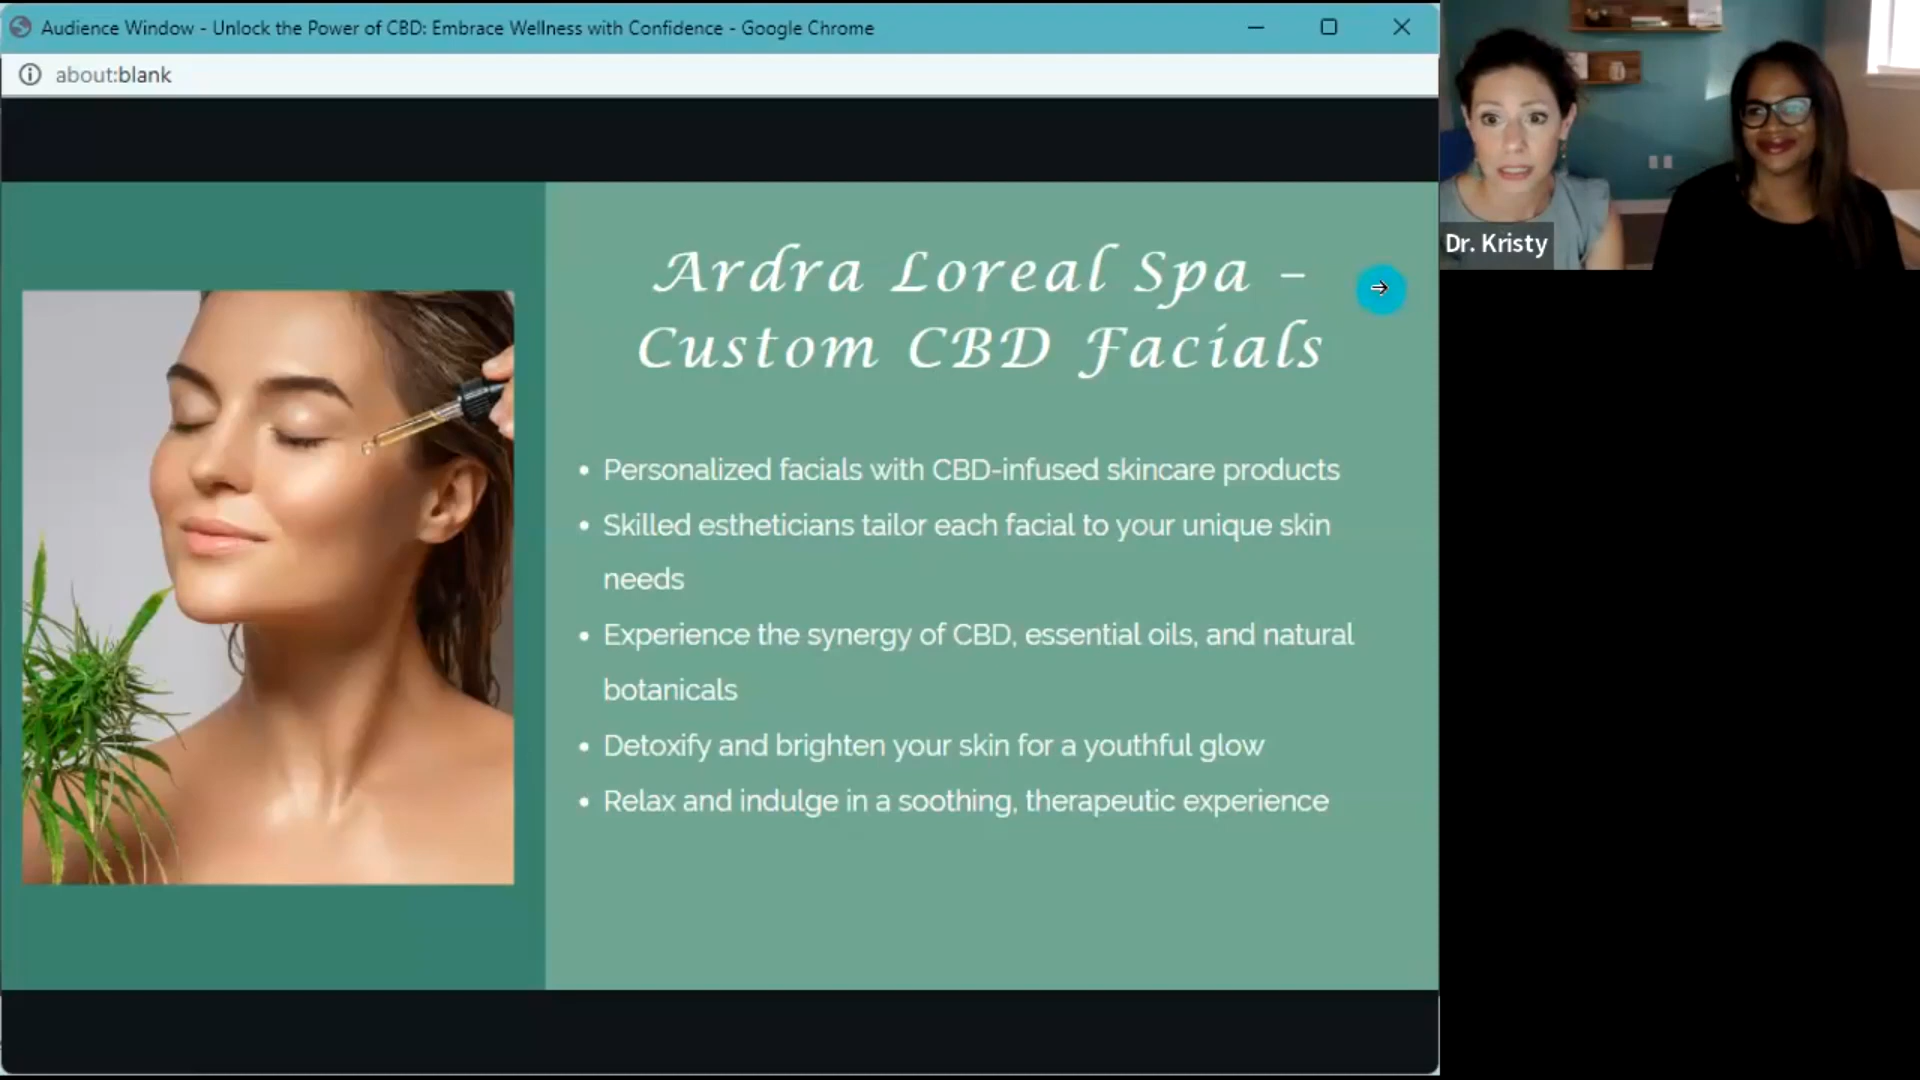 Audience Window - Unlock the Power of CBD: Embrace Wellness with Confidence - Google Chrome
about:blank
Dr. Kristy
Ardra Loreal Spa –
Custom CBD Facials
• Personalized facials with CBD-infused skincare products
• Skilled estheticians tailor each facial to your unique skin
needs
• Experience the synergy of CBD, essential oils, and natural
botanicals
• Detoxify and brighten your skin for a youthful glow
• Relax and indulge in a soothing, therapeutic experience